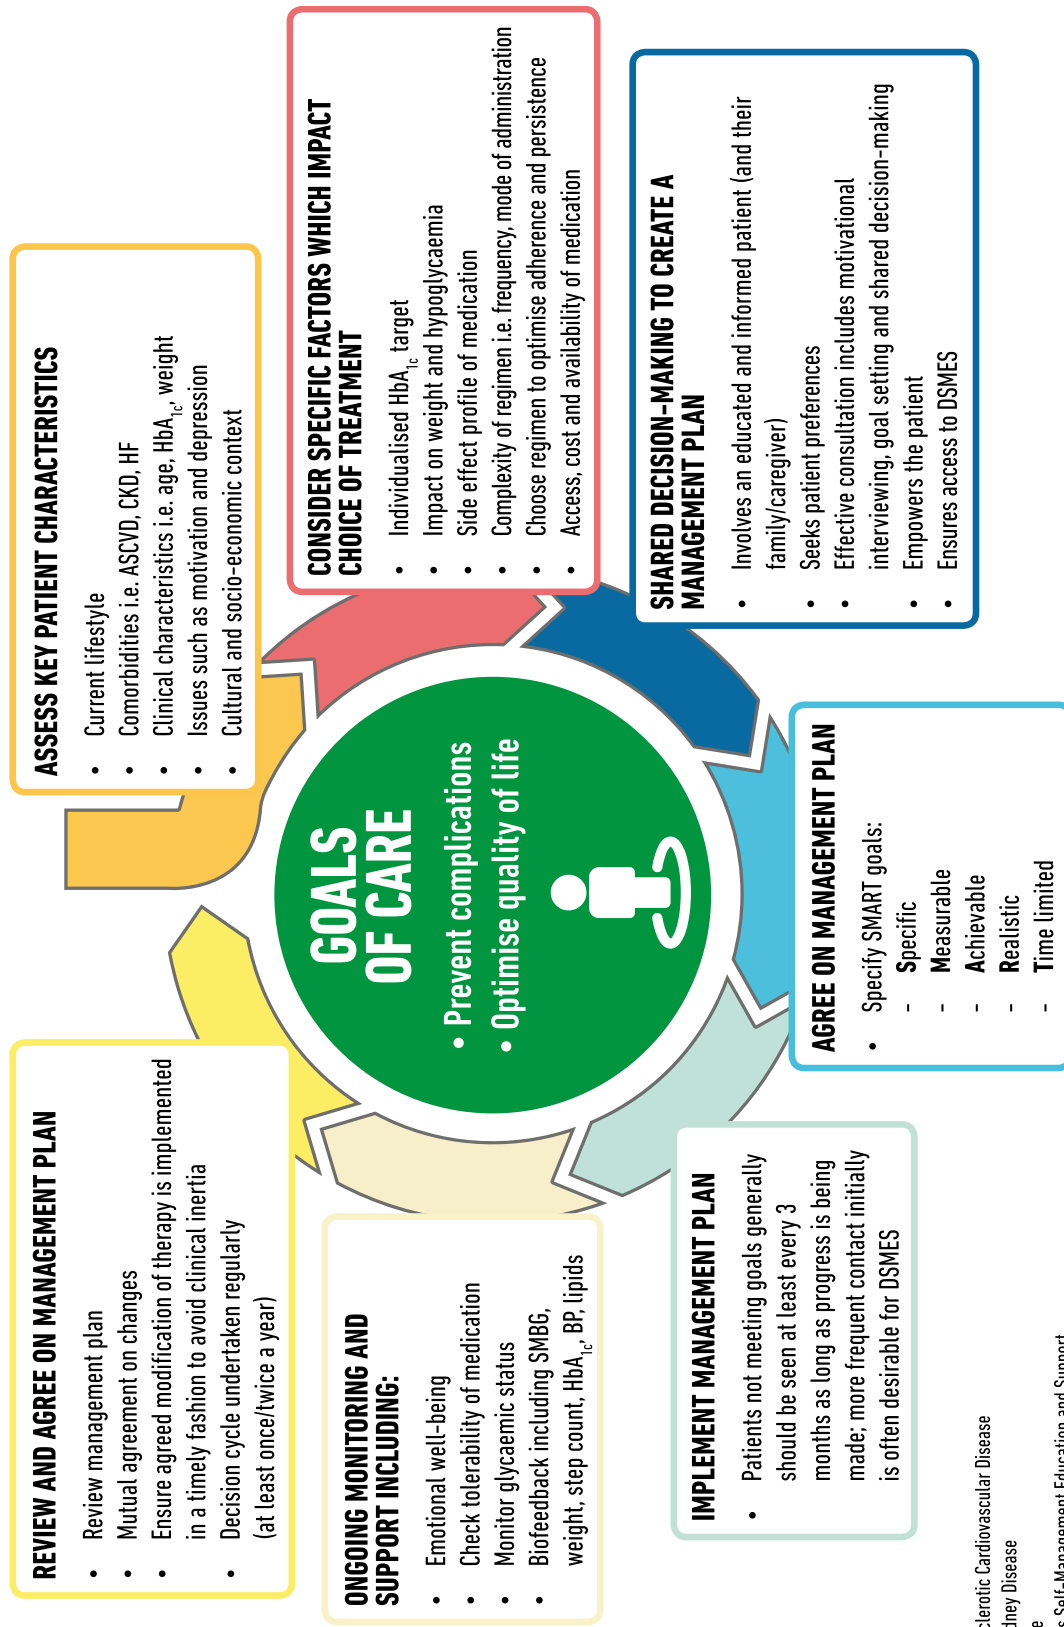 REVIEW AND AGREE ON MANAGEMENT PLAN
• Review management plan
• Mutual agreement on changes
• Ensure agreed modification of therapy is implemented
in a timely fashion to avoid clinical inertia
• Decision cycle undertaken regularly
(at least once/twice a year)
ASSESS KEY PATIENT CHARACTERISTICS
• Current lifestyle
• Comorbidities i.e. ASCVD, CKD, HF
• Clinical characteristics i.e. age, HbA1c, weight
• Issues such as motivation and depression
• Cultural and socio-economic context
CONSIDER SPECIFIC FACTORS WHICH IMPACT
CHOICE OF TREATMENT
• Individualised HbA1c target
• Impact on weight and hypoglycaemia
• Side effect profile of medication
• Complexity of regimen i.e. frequency, mode of administration
• Choose regimen to optimise adherence and persistence
• Access, cost and availability of medication
GOALS
OF CARE
• Prevent complications
• Optimise quality of life
ONGOING MONITORING AND
SUPPORT INCLUDING:
• Emotional well-being
• Check tolerability of medication
• Monitor glycaemic status
• Biofeedback including SMBG,
weight, step count, HbA1c, BP, lipids
SHARED DECISION-MAKING TO CREATE A
MANAGEMENT PLAN
• Involves an educated and informed patient (and their
family/caregiver)
• Seeks patient preferences
• Effective consultation includes motivational
interviewing, goal setting and shared decision-making
• Empowers the patient
• Ensures access to DSMES
IMPLEMENT MANAGEMENT PLAN
• Patients not meeting goals generally
should be seen at least every 3
months as long as progress is being
made; more frequent contact initially
is often desirable for DSMES
AGREE ON MANAGEMENT PLAN
• Specify SMART goals:
- Specific
- Measurable
- Achievable
- Realistic
- Time limited
clerotic Cardiovascular Disease
dney Disease
e
s Self-Management Education and Support